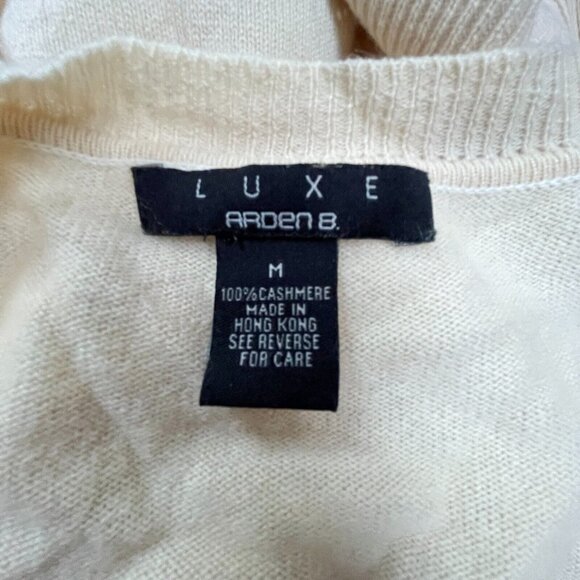 LUXE
ARDEN B.
M
100% CASHMERE
MADE IN
HONG KONG
SEE REVERSE
FOR CARE